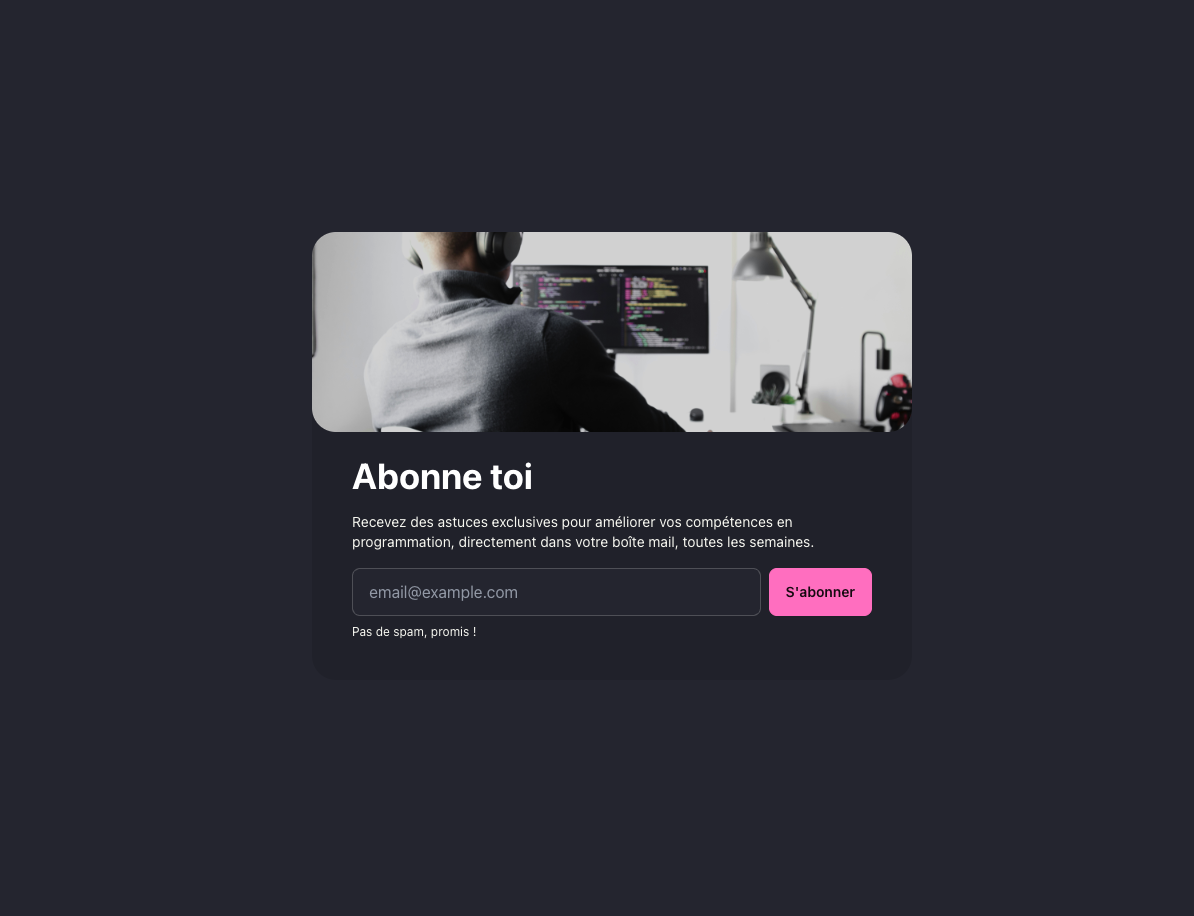 Abonne toi
Recevez des astuces exclusives pour améliorer vos compétences en
programmation, directement dans votre boîte mail, toutes les semaines.
email@example.com
S'abonner
Pas de spam, promis !